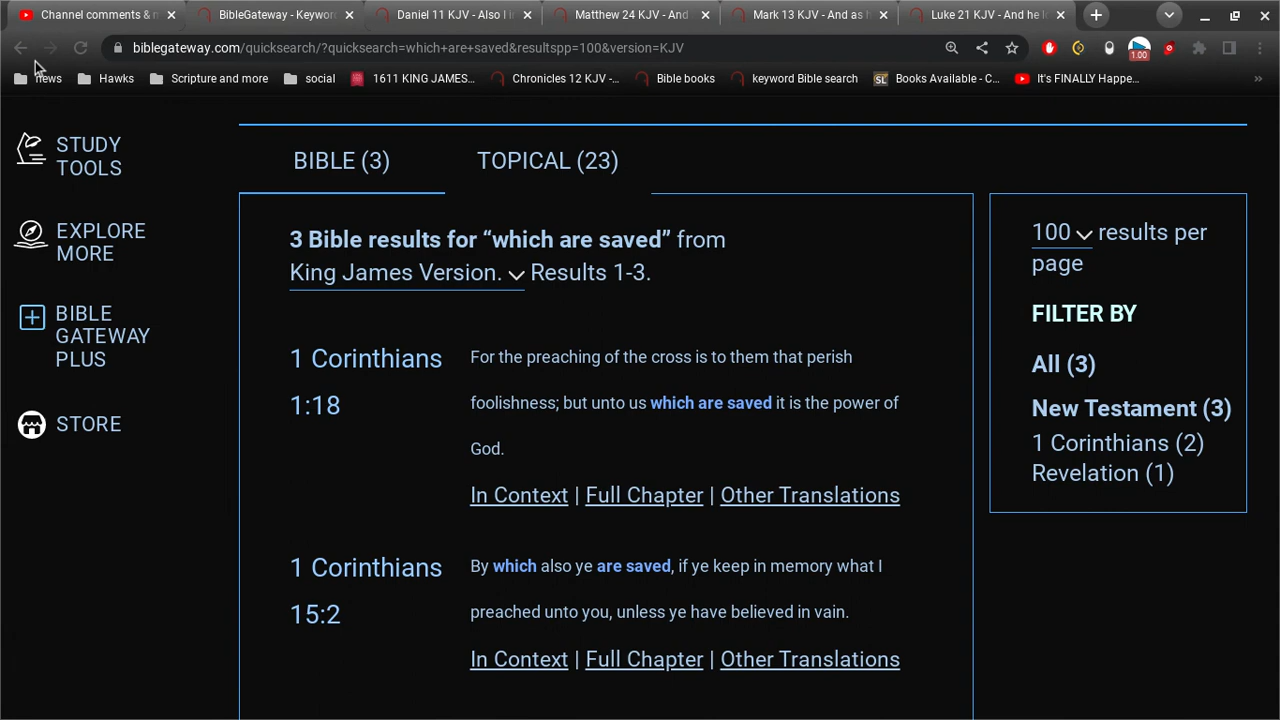 Channel comments & m
BibleGateway - Keywor
Daniel 11 KJV - Also I i
Matthew 24 KJV - And
Mark 13 KJV - And as h
Luke 21 KJV - And he l
biblegateway.com/quicksearch/?quicksearch=which+are+saved&resultspp=100&version=KJV
1.00
news
Hawks
Scripture and more
social
1611 KING JAMES…
Chronicles 12 KJV -…
Bible books
keyword Bible search
SL
Books Available - C…
It's FINALLY Happe…
»
STUDY
TOOLS
EXPLORE
MORE
BIBLE
GATEWAY
PLUS
STORE
BIBLE (3)
TOPICAL (23)
3 Bible results for “which are saved” from
King James Version. Results 1-3.
1 Corinthians
1:18
For the preaching of the cross is to them that perish
foolishness; but unto us which are saved it is the power of
God.
In Context | Full Chapter | Other Translations
1 Corinthians
15:2
By which also ye are saved, if ye keep in memory what I
preached unto you, unless ye have believed in vain.
In Context | Full Chapter | Other Translations
100 results per
page
FILTER BY
All (3)
New Testament (3)
1 Corinthians (2)
Revelation (1)